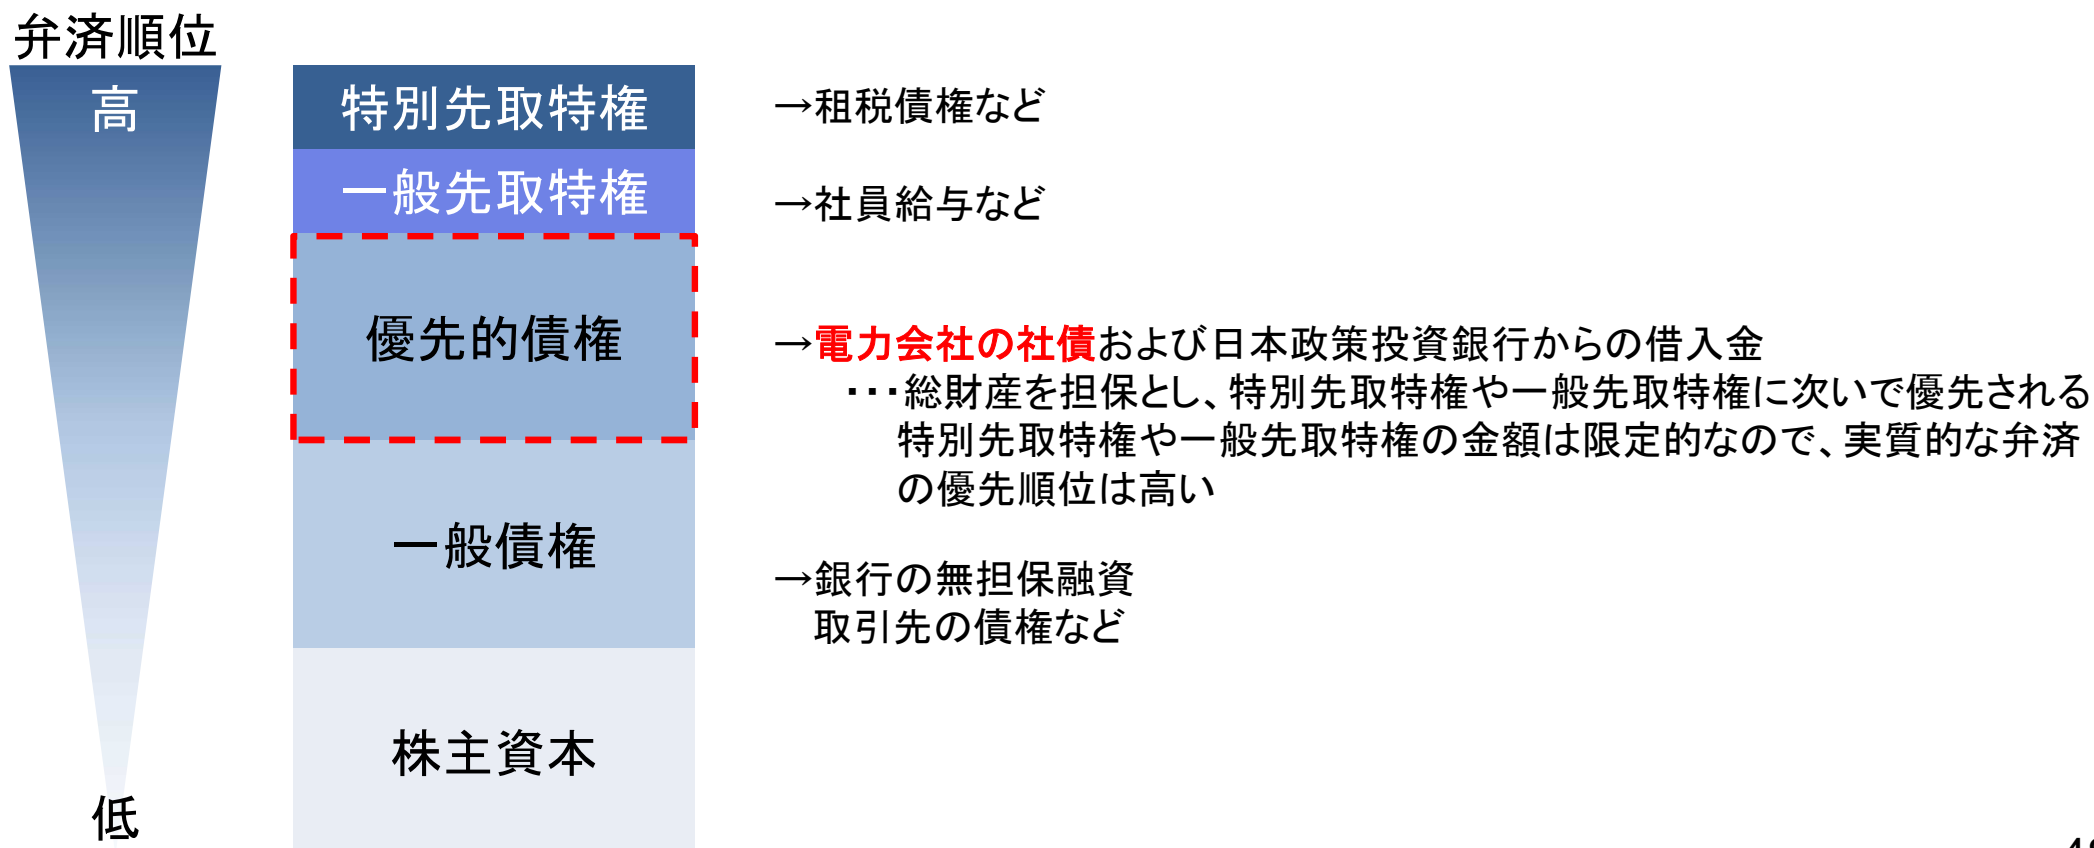 弁済順位
高
特別先取特権
→租税債権など
一般先取特権
→社員給与など
優先的債権
→電力会社の社債および日本政策投資銀行からの借入金
・・・総財産を担保とし、特別先取特権や一般先取特権に次いで優先される
特別先取特権や一般先取特権の金額は限定的なので、実質的な弁済
の優先順位は高い
一般債権
→銀行の無担保融資
取引先の債権など
株主資本
低